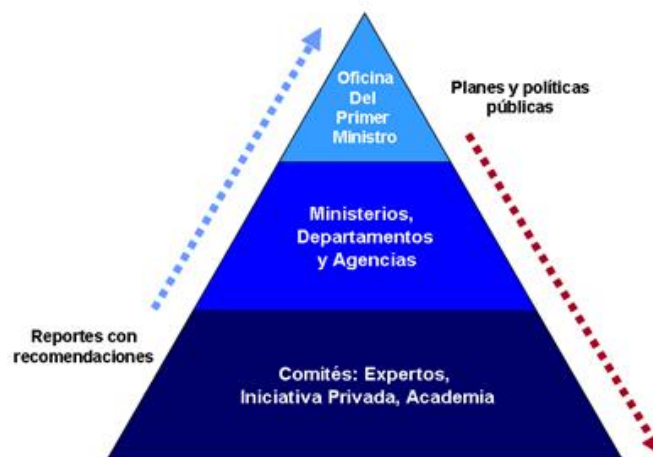 Oficina
Del
Primer
Ministro
Planes y políticas
públicas
Ministerios,
Departamentos
y Agencias
Reportes con
recomendaciones
Comités: Expertos,
Iniciativa Privada, Academia